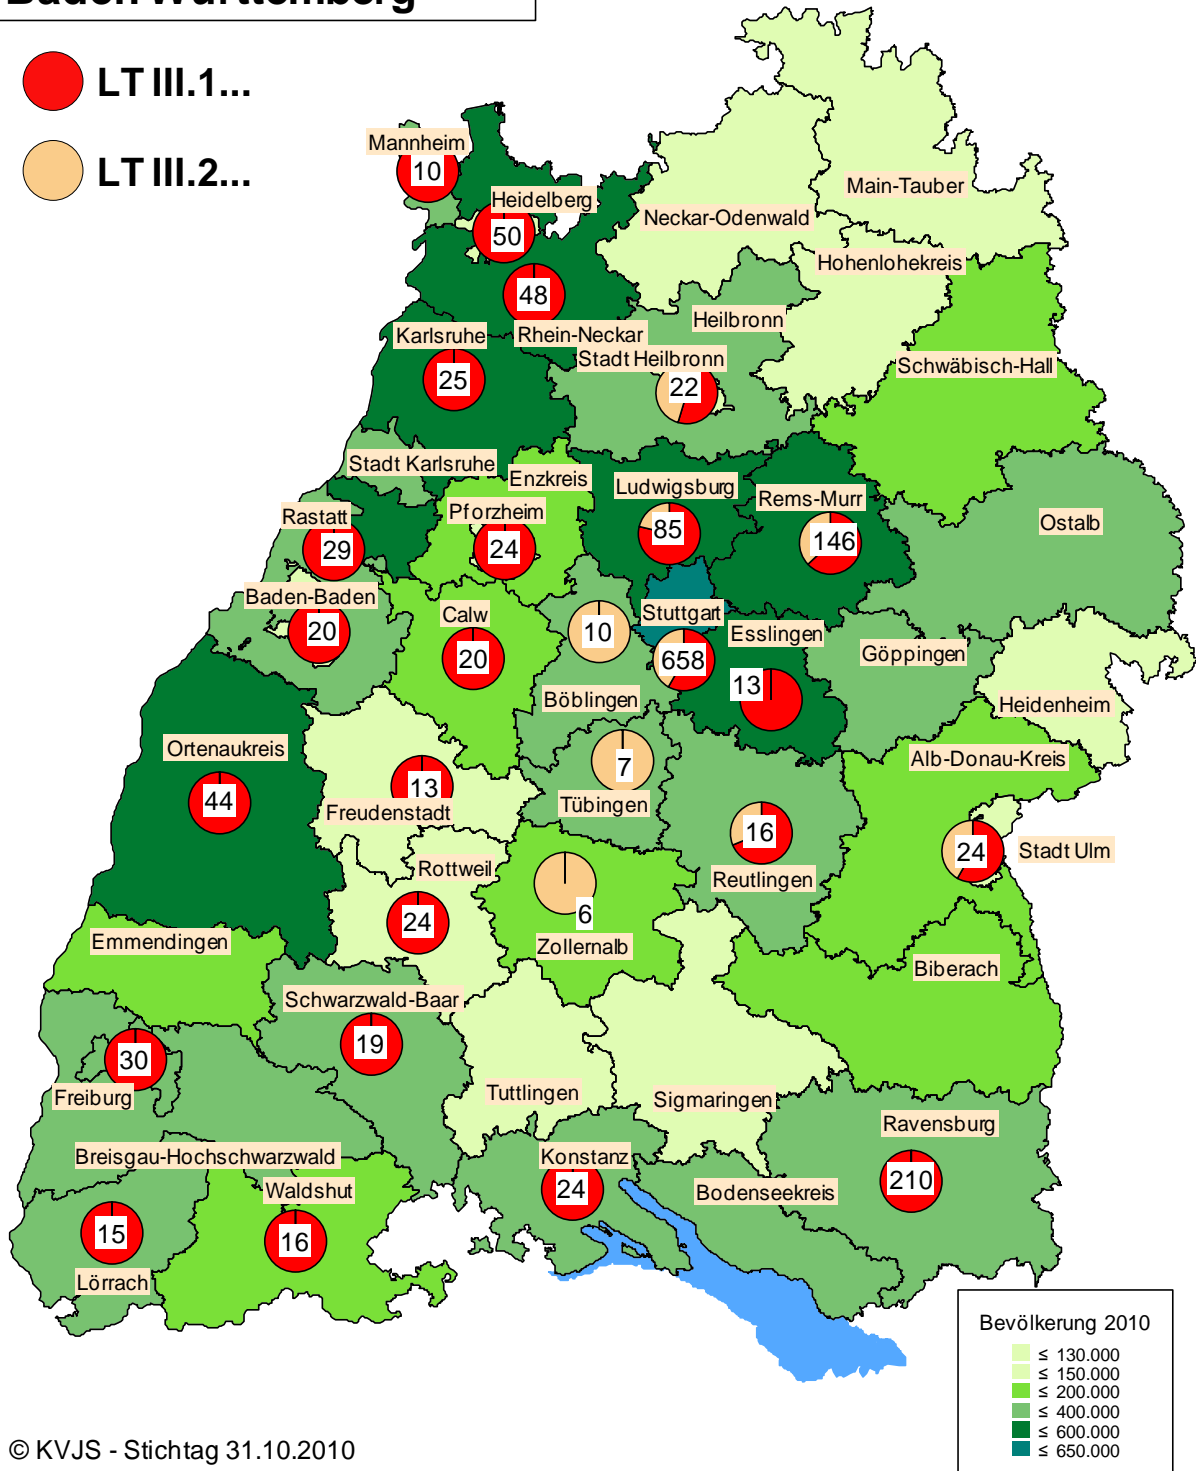 Baden-Württemberg
LT III.1...
LT III.2...
Mannheim
10
Heidelberg
50
48
Rhein-Neckar
Main-Tauber
Neckar-Odenwald
Hohenlohekreis
Heilbronn
Karlsruhe
25
Stadt Heilbronn
22
Schwäbisch-Hall
Stadt Karlsruhe
Enzkreis
Ludwigsburg
85
Rems-Murr
146
Ostalb
Rastatt
29
Pforzheim
24
Baden-Baden
20
Calw
20
10
Böblingen
Stuttgart
658
Esslingen
13
Göppingen
Heidenheim
Ortenaukreis
44
13
Freudenstadt
7
Tübingen
Alb-Donau-Kreis
16
Reutlingen
24
Stadt Ulm
Rottweil
24
6
Zollernalb
Emmendingen
Biberach
Schwarzwald-Baar
19
30
Freiburg
Tuttlingen
Sigmaringen
Ravensburg
210
Breisgau-Hochschwarzwald
Konstanz
24
Waldshut
16
Bodenseekreis
15
Lörrach
Bevölkerung 2010
≤ 130.000
≤ 150.000
≤ 200.000
≤ 400.000
≤ 600.000
≤ 650.000
© KVJS - Stichtag 31.10.2010